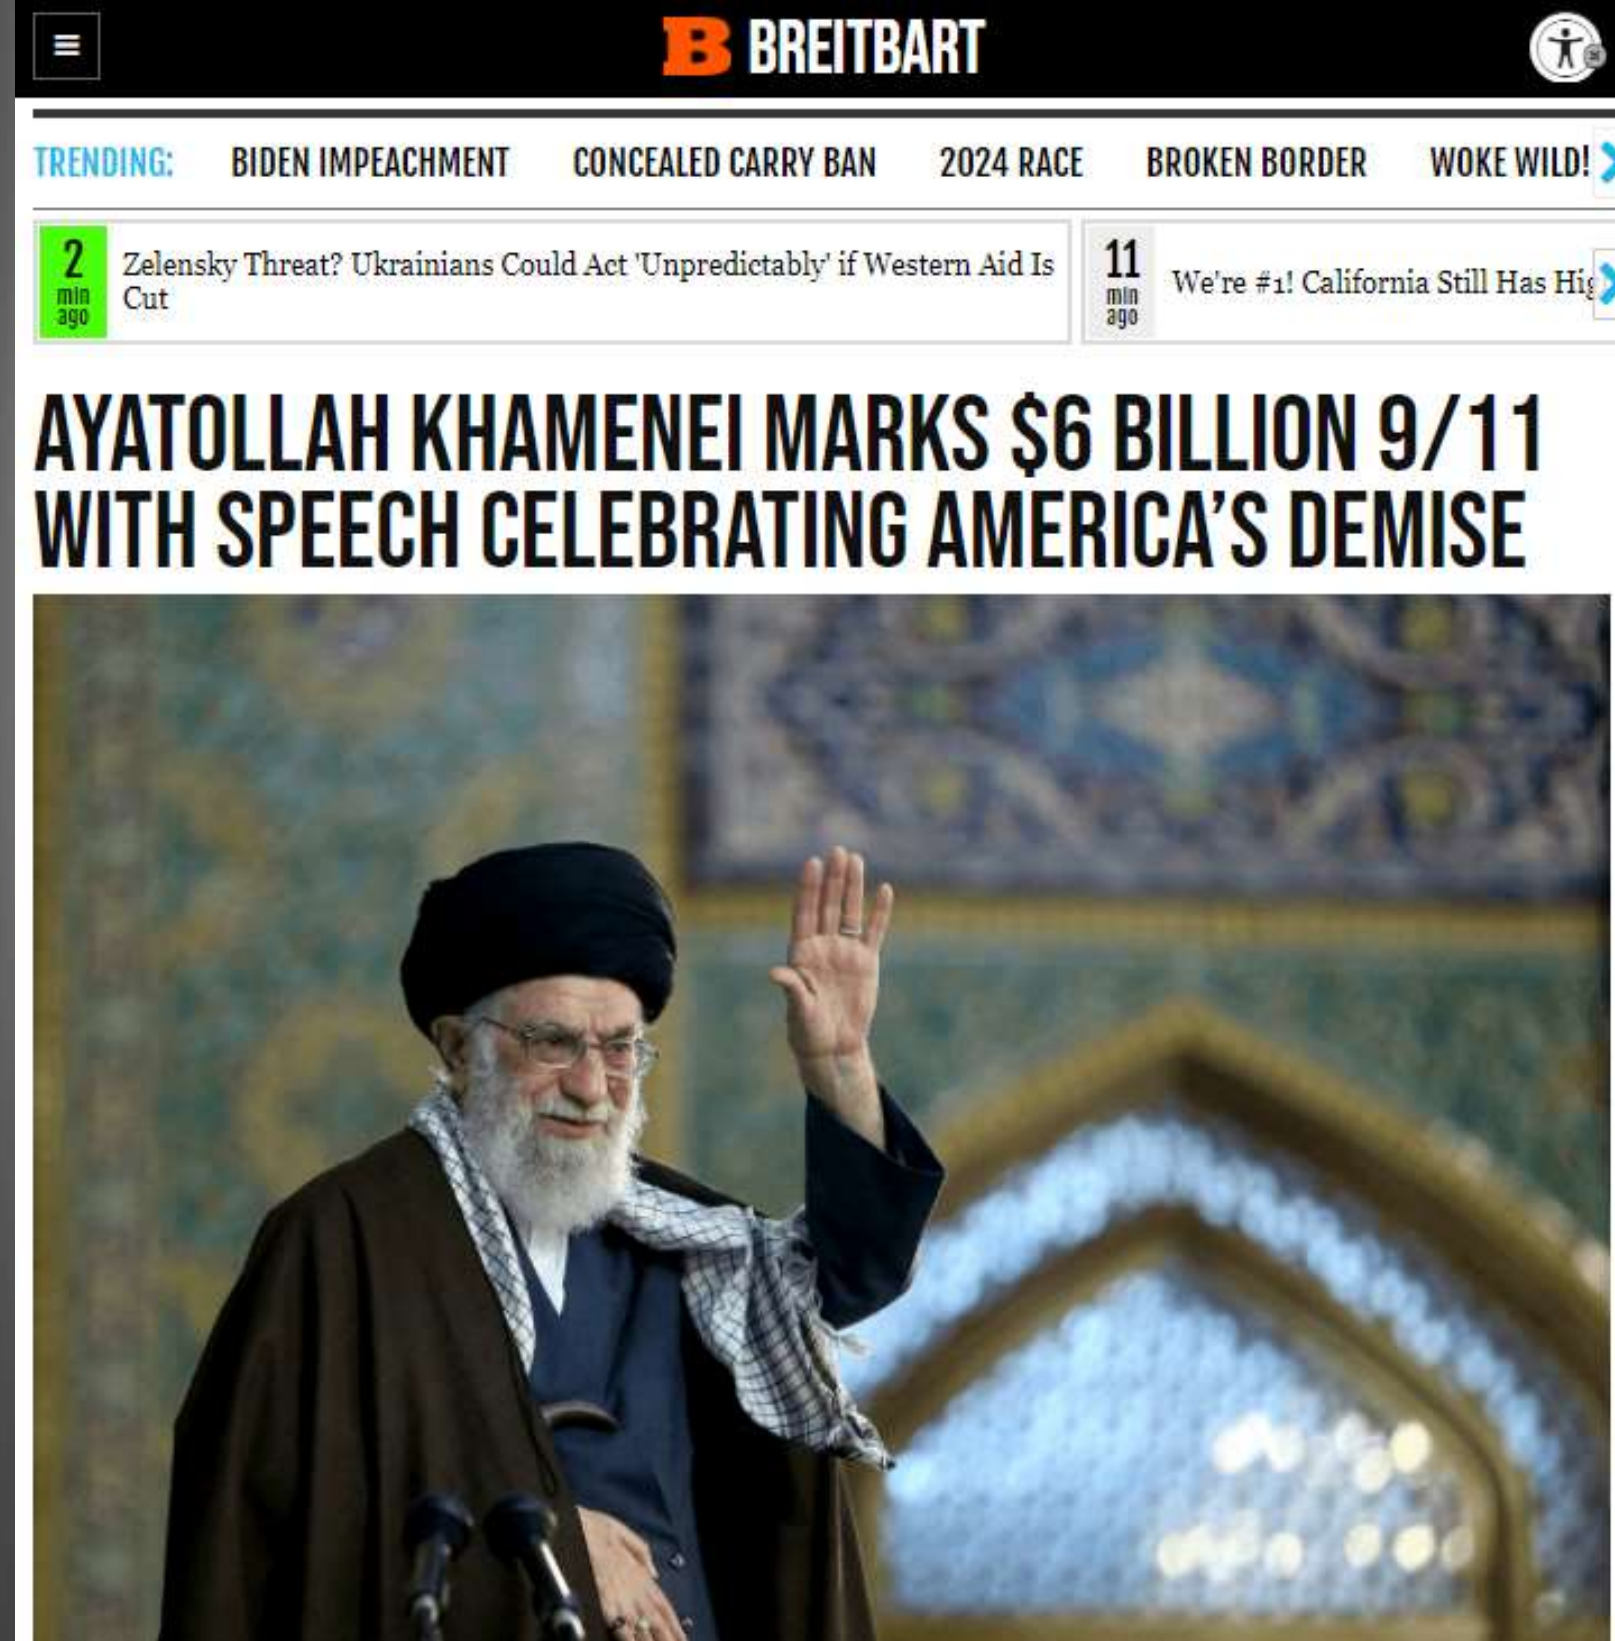 B BREITBART
TRENDING: BIDEN IMPEACHMENT CONCEALED CARRY BAN 2024 RACE BROKEN BORDER WOKE WILD!
2
min
ago
Zelensky Threat? Ukrainians Could Act 'Unpredictably' if Western Aid Is
Cut
11
min
ago
We're #1! California Still Has
AYATOLLAH KHAMENEI MARKS $6 BILLION 9/11
WITH SPEECH CELEBRATING AMERICA’S DEMISE